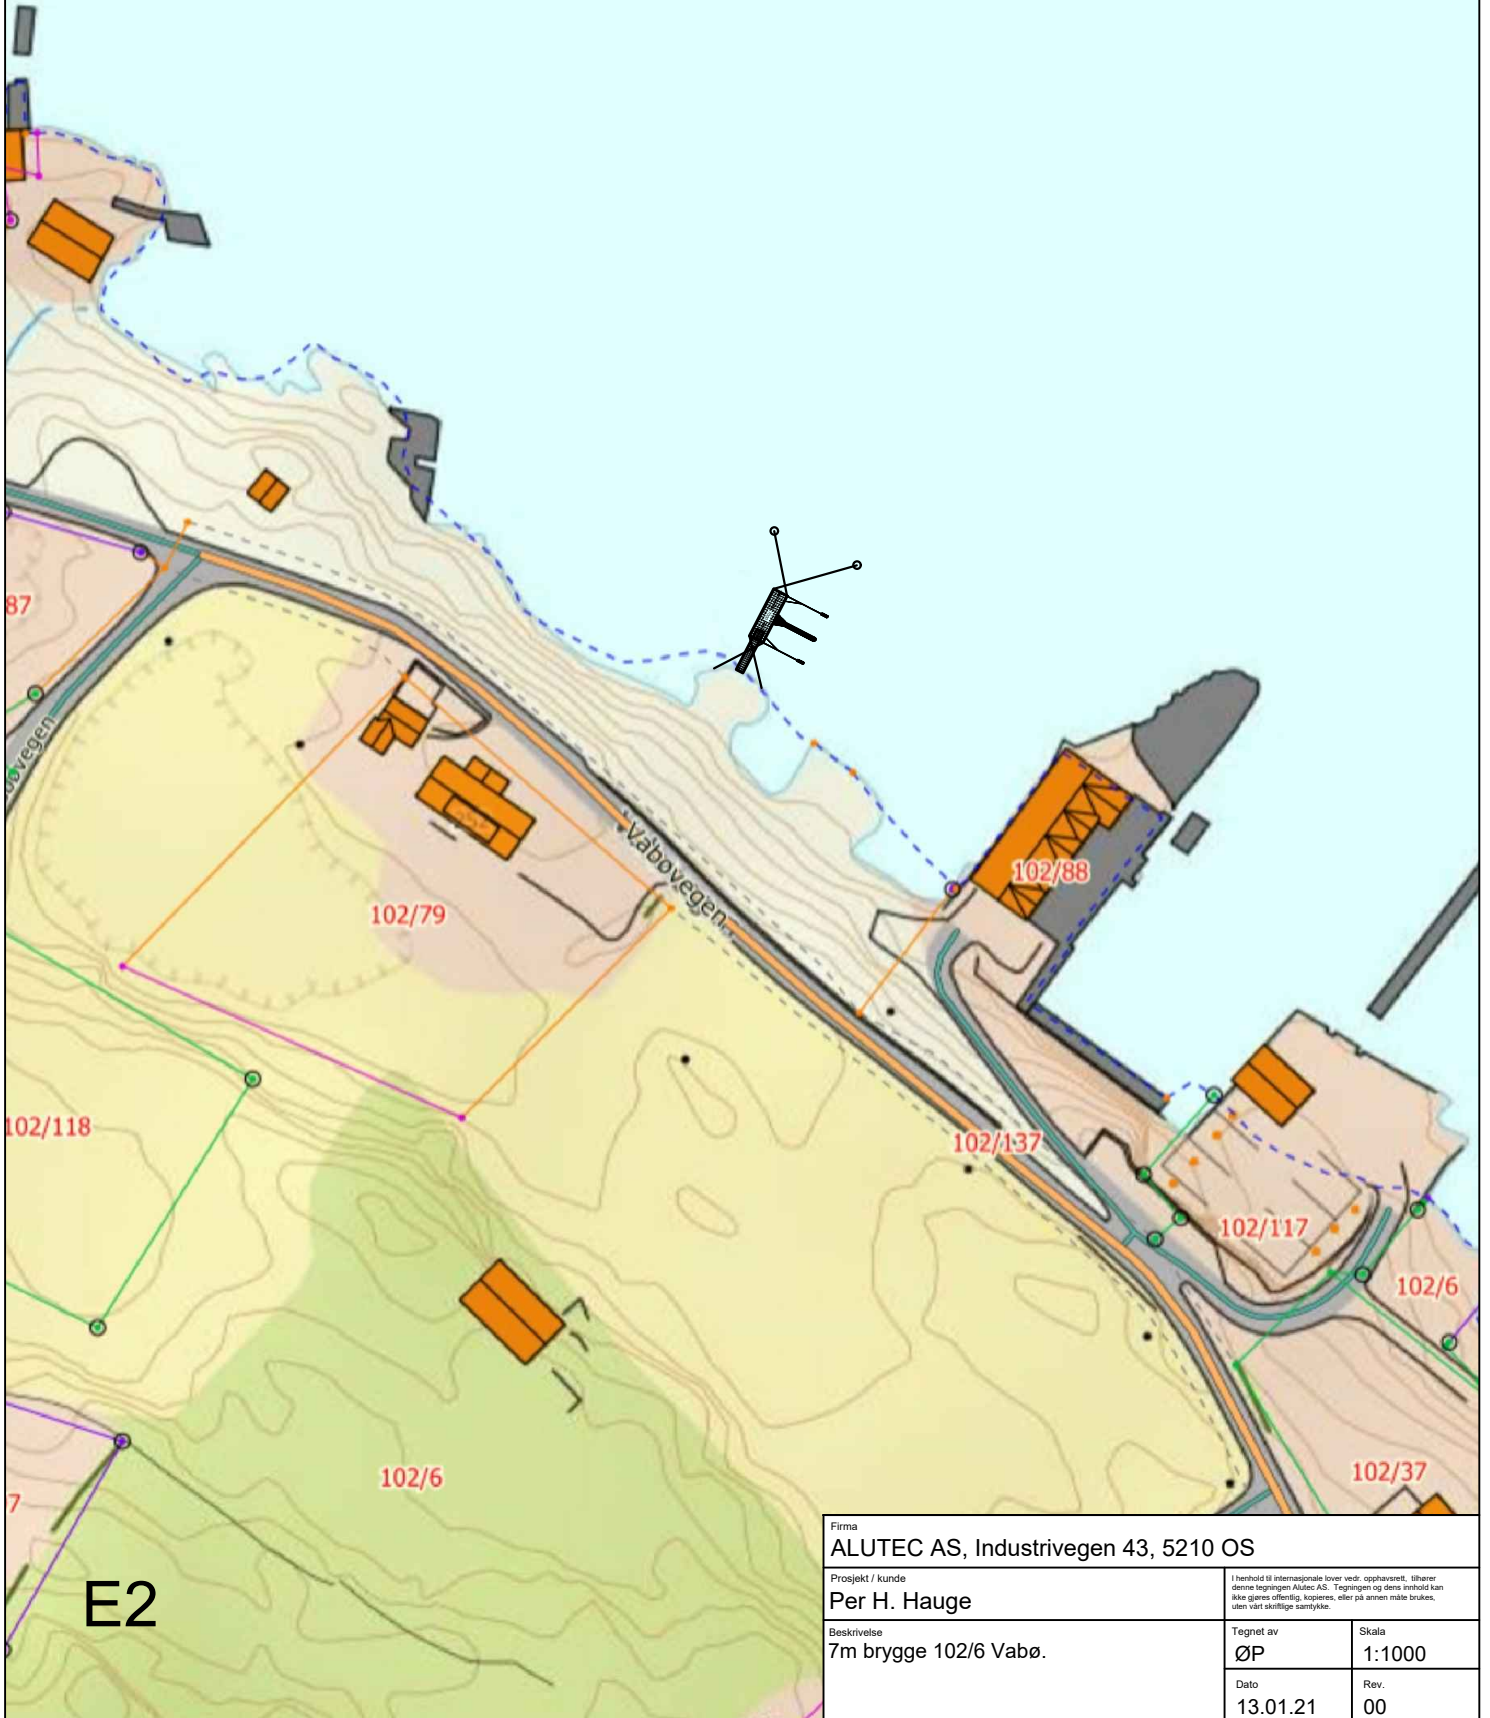 87
bøvegen
Vabøvegen
102/88
102/79
102/118
102/137
102/117
102/6
102/6
102/37
7
E2
Firma
ALUTEC AS, Industrivegen 43, 5210 OS
Prosjekt / kunde
Per H. Hauge
I henhold til internasjonale lover vedr. opphavsrett, tilhører
denne tegningen Alutec AS. Tegningen og dens innhold kan
ikke gjøres offentlig, kopieres, eller på annen måte brukes,
uten vårt skriftlige samtykke.
Beskrivelse
7m brygge 102/6 Vabø.
Tegnet av
ØP
Skala
1:1000
Dato
13.01.21
Rev.
00